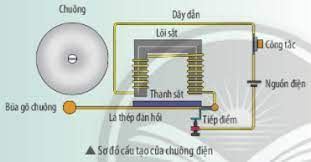 Chuông
Dây dẫn
Lõi sắt
Công tắc
Nguồn điện
Thanh sắt
Búa gõ chuông
Lá thép đàn hồi
Tiếp điểm
▲ Sơ đồ cấu tạo của chuông điện